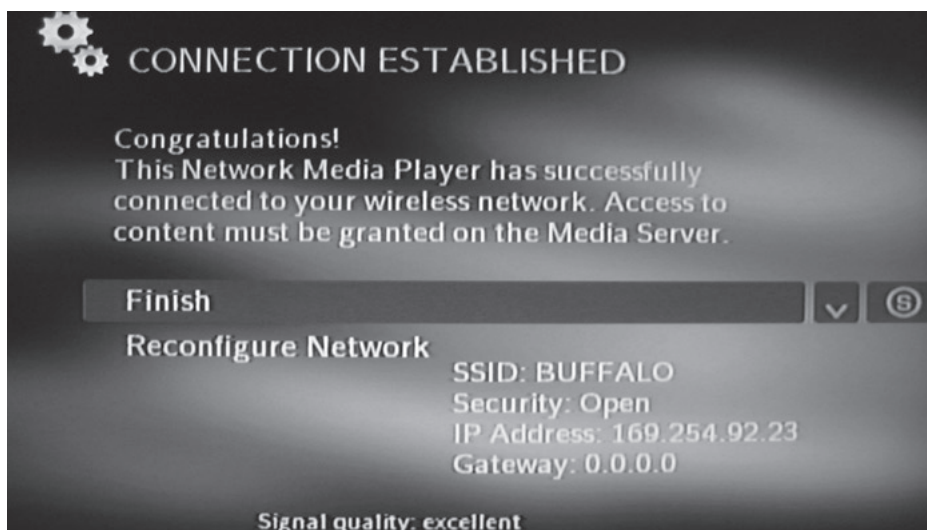 CONNECTION ESTABLISHED
Congratulations!
This Network Media Player has successfully
connected to your wireless network. Access to
content must be granted on the Media Server.
Finish
S
Reconfigure Network
SSID: BUFFALO
Security: Open
IP Address: 169.254.92.23
Gateway: 0.0.0.0
Signal quality: excellent